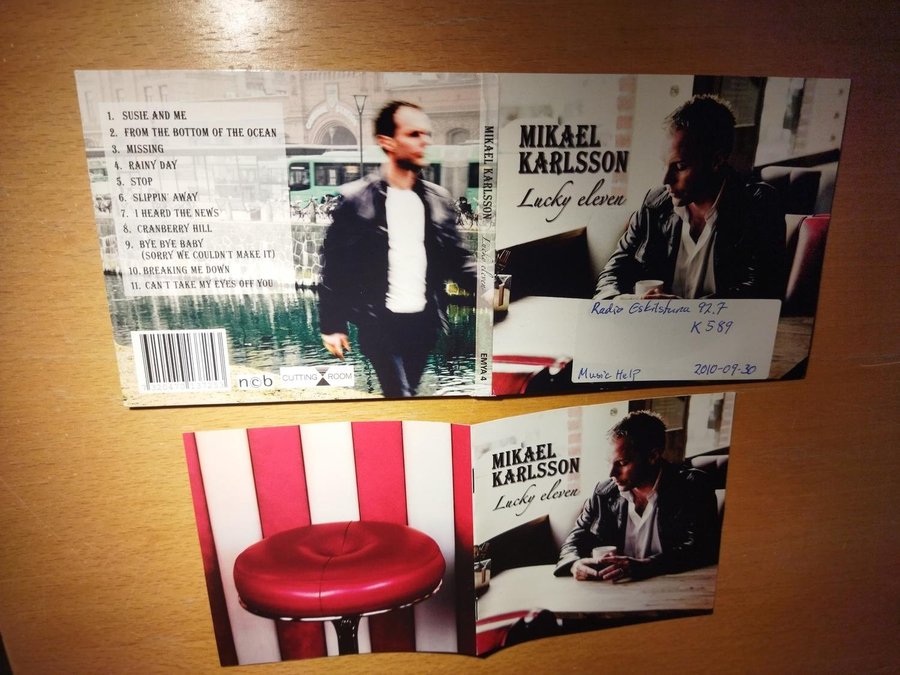 1. SUSIE AND ME
2. FROM THE BOTTOM OF THE OCEAN
3. MISSING
4. RAINY DAY
5. STOP
6. SLIPPIN' AWAY
7. I HEARD THE NEWS
8. CRANBERRY HILL
9. BYE BYE BABY
(SORRY WE COULDN'T MAKE IT)
10. BREAKING ME DOWN
11. CAN'T TAKE MY EYES OFF YOU
ncb
CUTTING ROOM
MIKAEL KARLSSON Lucky eleven EMYA 4
MIKAEL
KARLSSON
Lucky eleven
Radio Eskilstuna 92.7
K 589
Music Help 2010-09-30
MIKAEL
KARLSSON
Lucky eleven